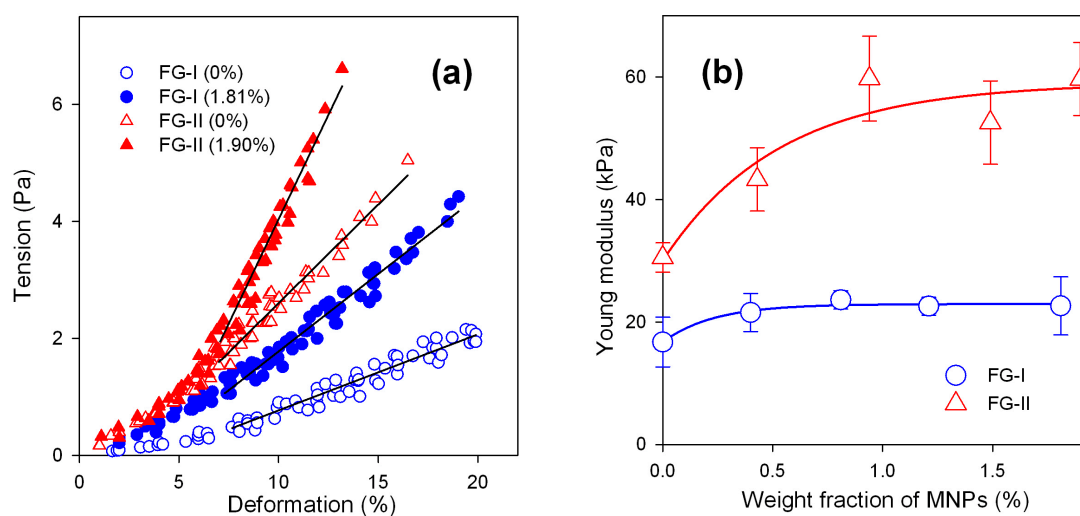 (a)
FG-I (0%)
FG-I (1.81%)
FG-II (0%)
FG-II (1.90%)
Tension (Pa)
6
4
2
0
0
5
10
15
20
Deformation (%)
(b)
Young modulus (kPa)
60
40
20
0
FG-I
FG-II
0.0
0.5
1.0
1.5
Weight fraction of MNPs (%)